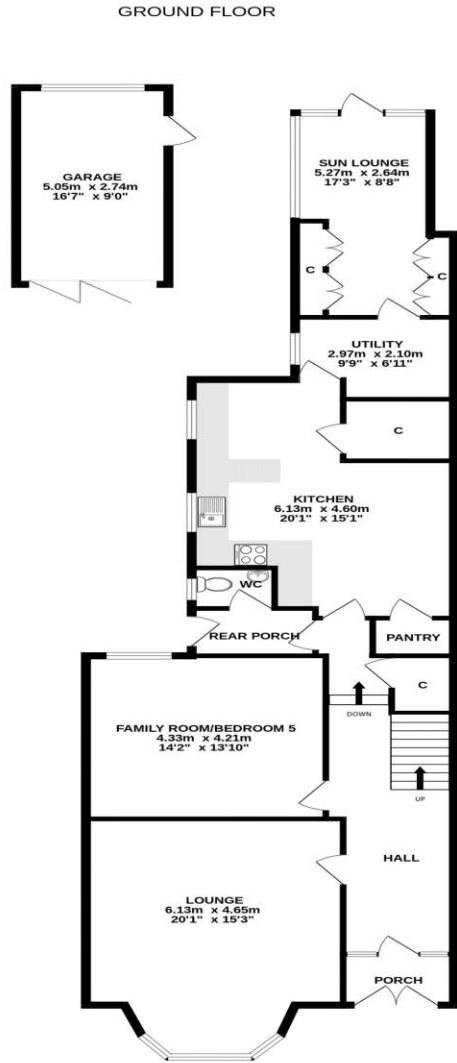 GROUND FLOOR
GARAGE
5.05m x 2.74m
16'7" x 9'0"
SUN LOUNGE
5.27m x 2.64m
17'3" x 8'8"
C
C
UTILITY
2.97m x 2.10m
9'9" x 6'11"
C
KITCHEN
6.13m x 4.60m
20'1" x 15'1"
WC
REAR PORCH
PANTRY
C
DOWN
FAMILY ROOM/BEDROOM 5
4.33m x 4.21m
14'2" x 13'10"
UP
HALL
LOUNGE
6.13m x 4.65m
20'1" x 15'3"
PORCH